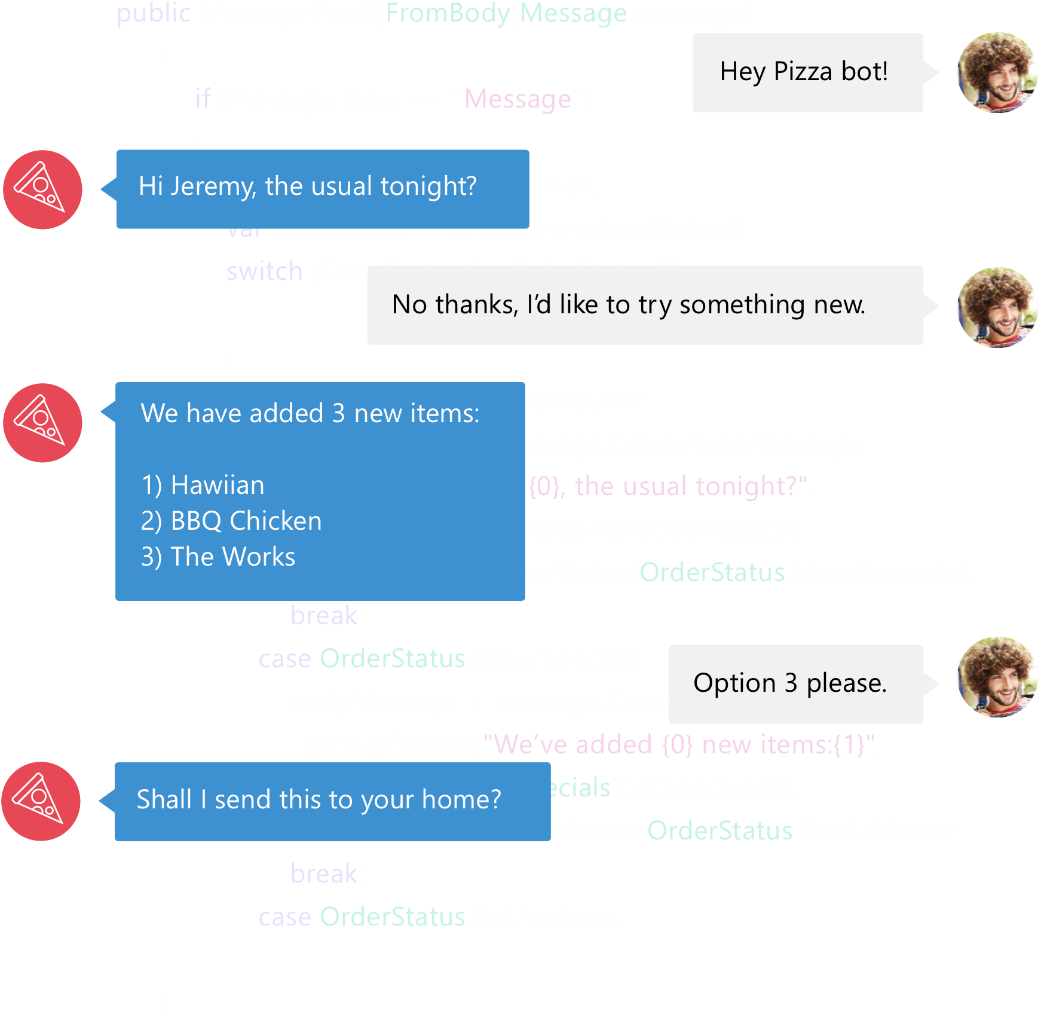 public FromBody Message
Hey Pizza bot!
if Message
Hi Jeremy, the usual tonight?
switch
No thanks, I’d like to try something new.
We have added 3 new items:
1) Hawiian
{0}, the usual tonight?"
2) BBQ Chicken
3) The Works
OrderStatus
break
case OrderStatus
Option 3 please.
"We’ve added {0} new items:{1}"
Shall I send this to your home?
OrderStatus
break
case OrderStatus